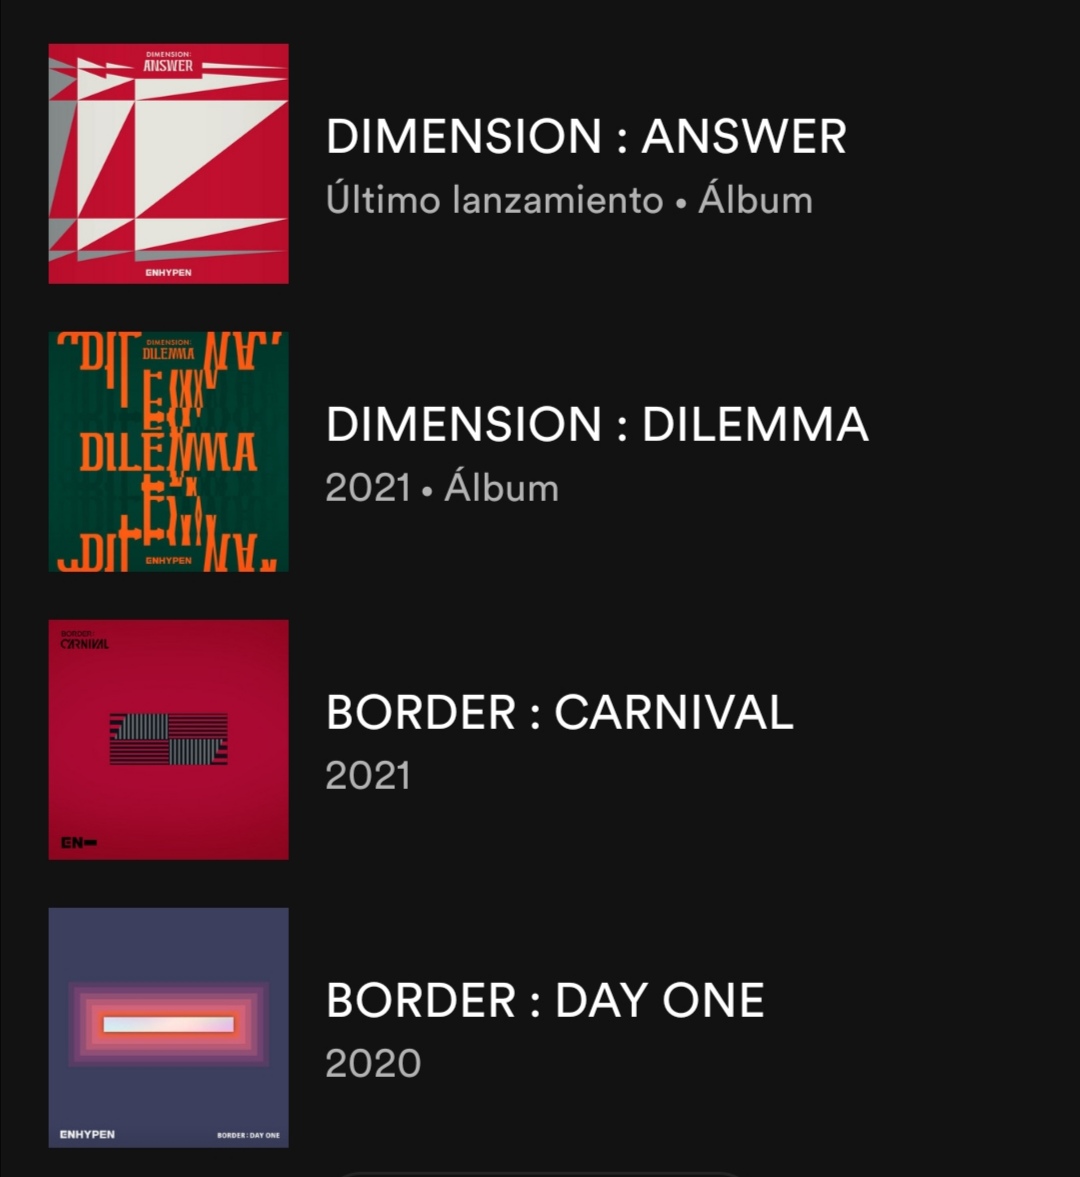 DIMENSION:
ANSWER
ENHYPEN
DIMENSION : ANSWER
Último lanzamiento • Álbum
DIMENSION:
DILEMMA
DILEMMA
ENHYPEN
DIMENSION : DILEMMA
2021 • Álbum
BORDER:
CARNIVAL
EN-
BORDER : CARNIVAL
2021
ENHYPEN
BORDER : DAY ONE
BORDER : DAY ONE
2020